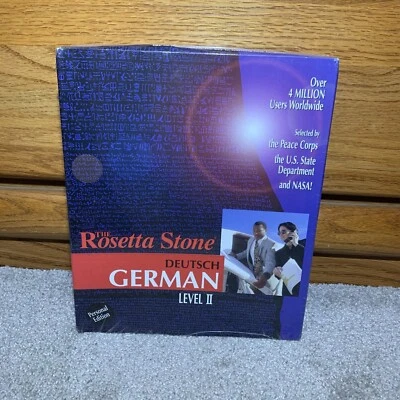 Over
4 MILLION
Users Worldwide
Selected by
the Peace Corps
the U.S. State
Department
and NASA!
THE
Rosetta Stone
DEUTSCH
GERMAN
LEVEL II
Personal
Edition